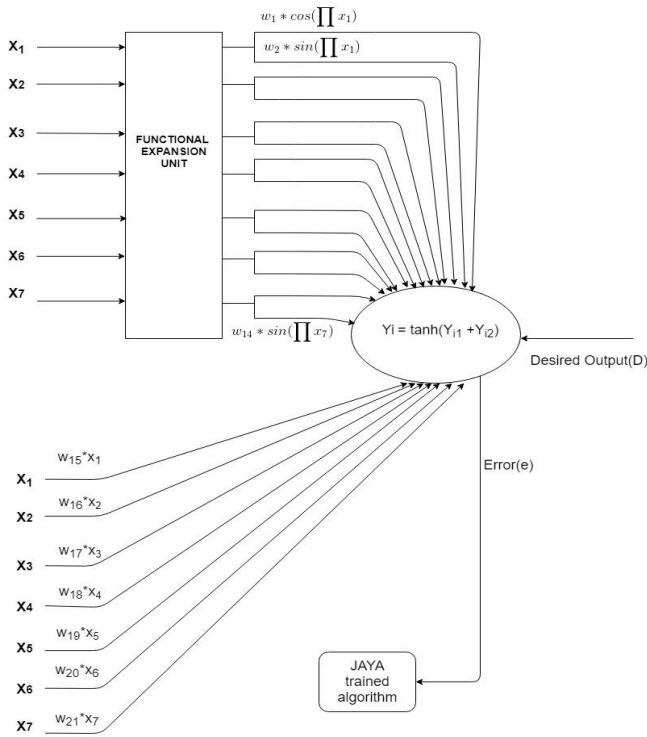 w₁ * cos(∏ x₁)
w₂ * sin(∏ x₁)
X₁
X₂
X₃
X₄
X₅
X₆
X₇
FUNCTIONAL
EXPANSION
UNIT
w₁₄ * sin(∏ x₇)
Yi = tanh(Yᵢ₁ +Yᵢ₂)
Desired Output(D)
Error(e)
w₁₅*x₁
X₁
w₁₆*x₂
X₂
w₁₇*x₃
X₃
w₁₈*x₄
X₄
w₁₉*x₅
X₅
w₂₀*x₆
X₆
w₂₁*x₇
X₇
JAYA
trained
algorithm